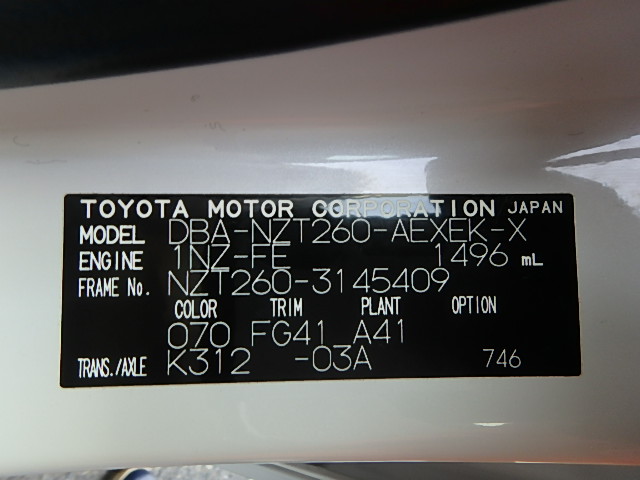 TOYOTA MOTOR CORPORATION JAPAN
MODEL DBA-NZT260-AEXEK-X
ENGINE 1NZ-FE 1496 mL
FRAME No. NZT260-3145409
COLOR TRIM PLANT OPTION
070 FG41 A41
TRANS./AXLE K312 -03A 746